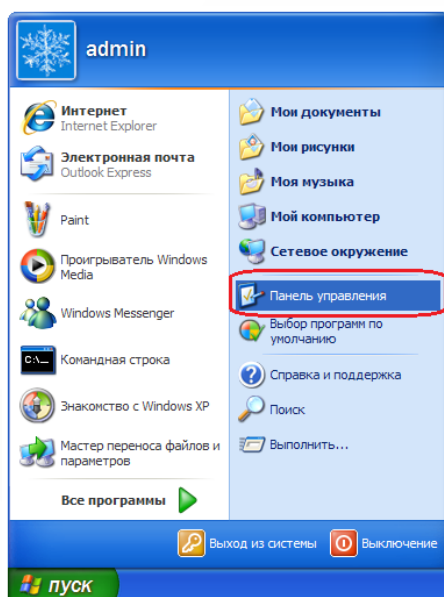 admin
Интернет
Internet Explorer
Электронная почта
Outlook Express
Paint
Проигрыватель Windows
Media
Windows Messenger
C:\_
Командная строка
Знакомство с Windows XP
Мастер переноса файлов и
параметров
Все программы
Мои документы
Мои рисунки
Моя музыка
Мой компьютер
Сетевое окружение
Панель управления
Выбор программ по
умолчанию
Справка и поддержка
Поиск
Выполнить...
Выход из системы
Выключение
пуск